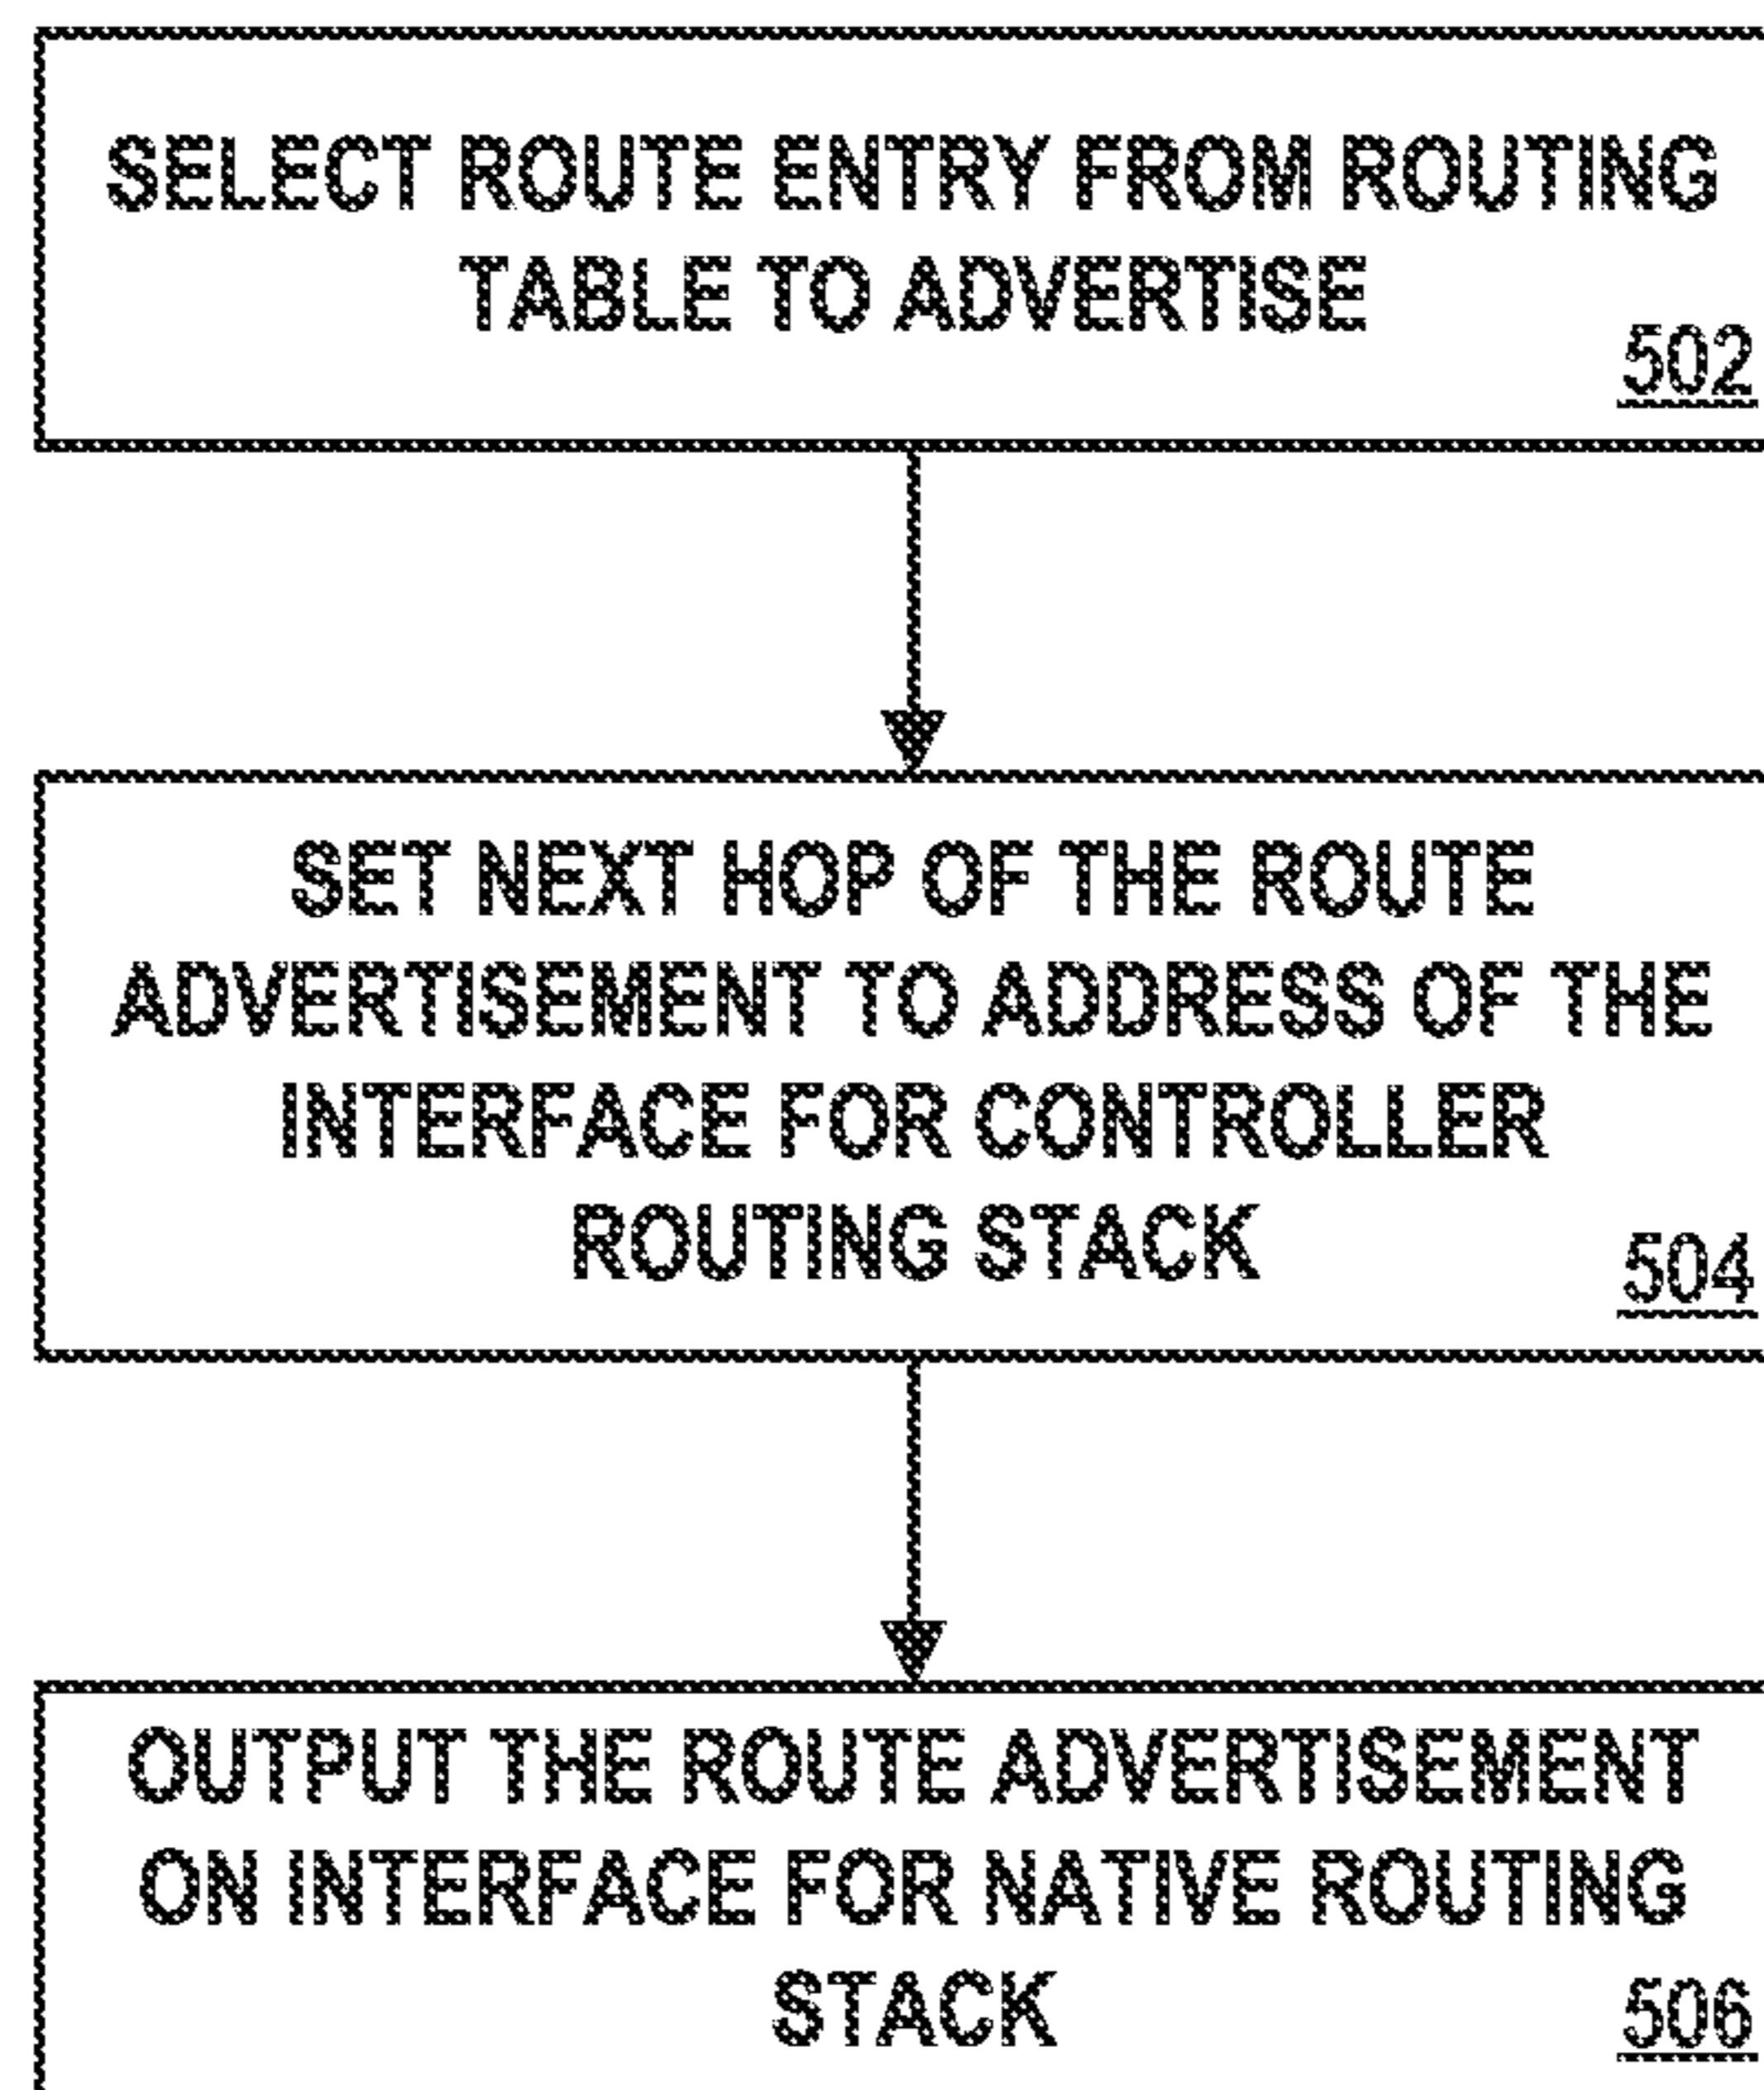 SELECT ROUTE ENTRY FROM ROUTING
TABLE TO ADVERTISE
502
SET NEXT HOP OF THE ROUTE
ADVERTISEMENT TO ADDRESS OF THE
INTERFACE FOR CONTROLLER
ROUTING STACK
504
OUTPUT THE ROUTE ADVERTISEMENT
ON INTERFACE FOR NATIVE ROUTING
STACK
506